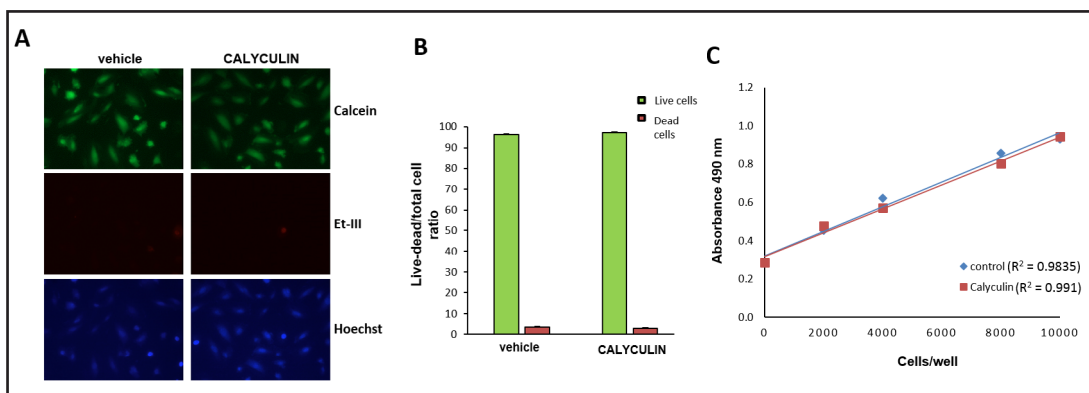 A
vehicle
CALYCULIN
Calcein
Et-III
Hoechst
B
Live cells
Dead
cells
Live-dead/total cell
ratio
100
90
80
70
60
50
40
30
20
10
0
vehicle
CALYCULIN
C
Absorbance 490 nm
1.2
1.0
0.8
0.6
0.4
0.2
0.0
control (R² = 0.9835)
Calyculin (R² = 0.991)
0 2000 4000 6000 8000 10000
Cells/well